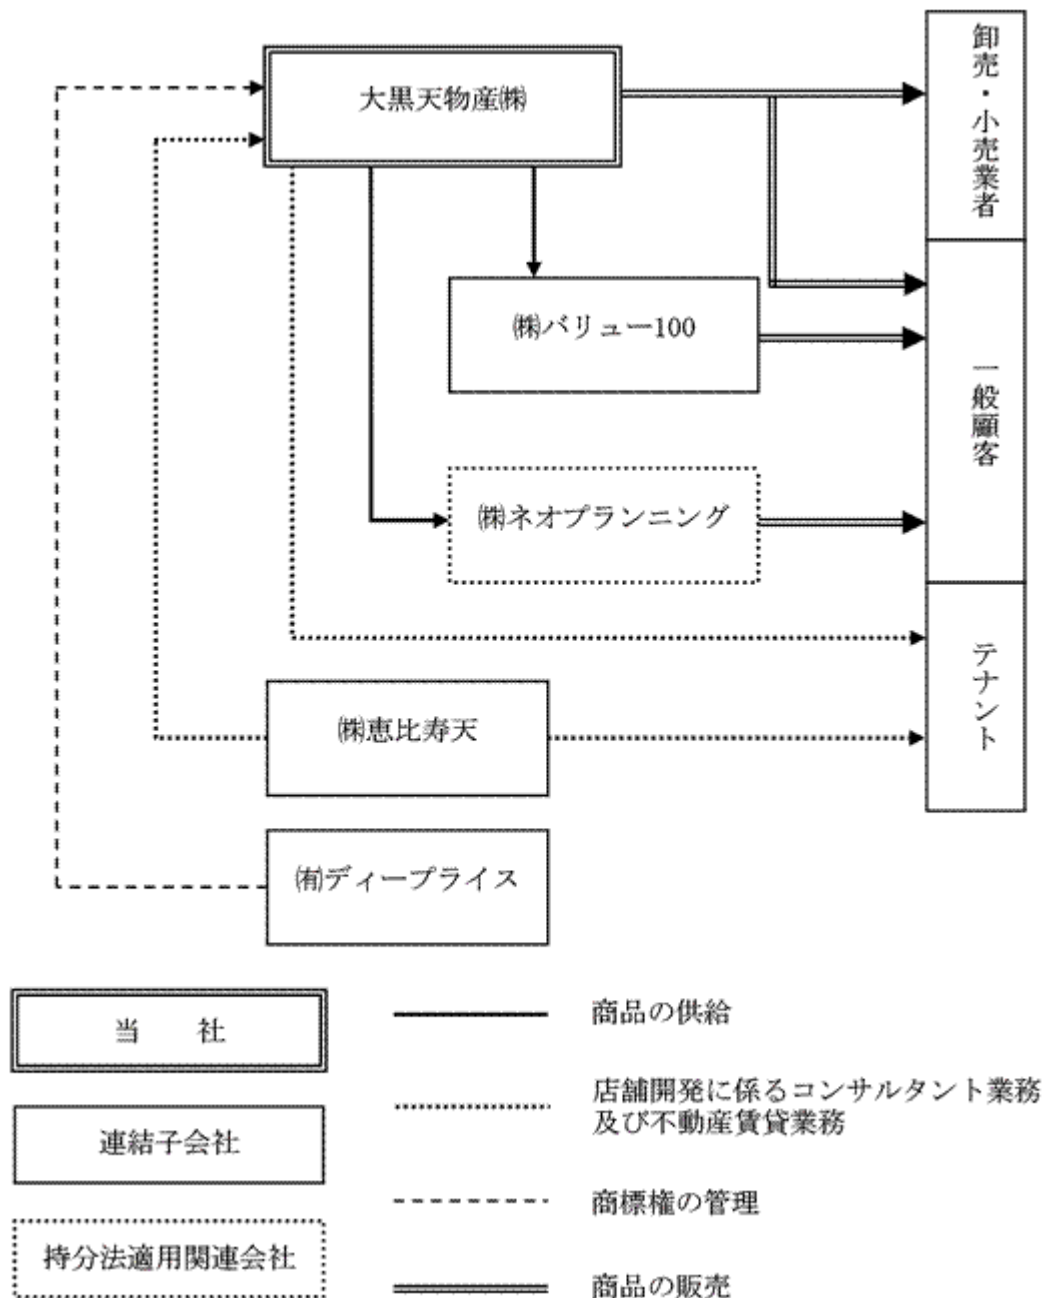 大黒天物産㈱
卸売・小売業者
㈱バリュー100
一般顧客
㈱ネオプランニング
テナント
㈱恵比寿天
㈲ディープライス
当　　社
商品の供給
店舗開発に係るコンサルタント業務
及び不動産賃貸業務
連結子会社
商標権の管理
持分法適用関連会社
商品の販売